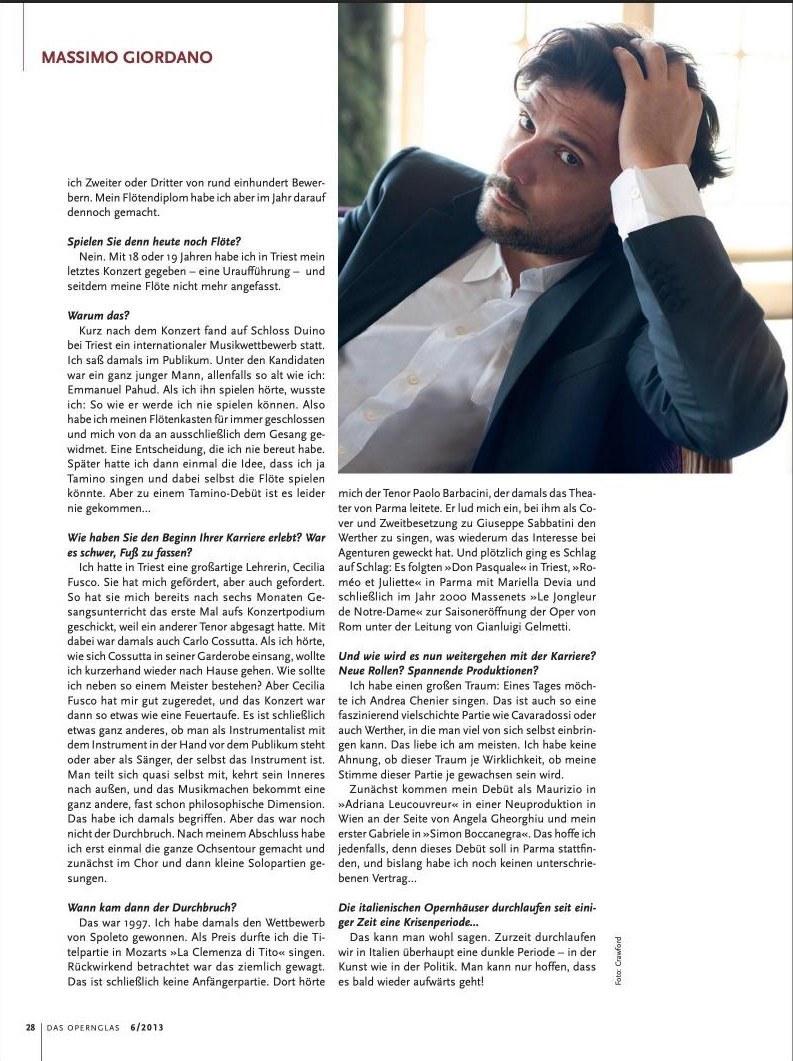 MASSIMO GIORDANO
ich Zweiter oder Dritter von rund einhundert Bewer-
bern. Mein Flötendiplom habe ich aber im Jahr darauf
dennoch gemacht.
Spielen Sie denn heute noch Flöte?
Nein. Mit 18 oder 19 Jahren habe ich in Triest mein
letztes Konzert gegeben – eine Uraufführung – und
seitdem meine Flöte nicht mehr angefasst.
Warum das?
Kurz nach dem Konzert fand auf Schloss Duino
bei Triest ein internationaler Musikwettbewerb statt.
Ich saß damals im Publikum. Unter den Kandidaten
war ein ganz junger Mann, allenfalls so alt wie ich:
Emmanuel Pahud. Als ich ihn spielen hörte, wusste
ich: So wie er werde ich nie spielen können. Also
habe ich meinen Flötenkasten für immer geschlossen
und mich von da an ausschließlich dem Gesang ge-
widmet. Eine Entscheidung, die ich nie bereut habe.
Später hatte ich dann einmal die Idee, dass ich ja
Tamino singen und dabei selbst die Flöte spielen
könnte. Aber zu einem Tamino-Debüt ist es leider
nie gekommen...
Wie haben Sie den Beginn Ihrer Karriere erlebt? War
es schwer, Fuß zu fassen?
Ich hatte in Triest eine großartige Lehrerin, Cecilia
Fusco. Sie hat mich gefördert, aber auch gefordert.
So hat sie mich bereits nach sechs Monaten Ge-
sangsunterricht das erste Mal aufs Konzertpodium
geschickt, weil ein anderer Tenor abgesagt hatte. Mit
dabei war damals auch Carlo Cossutta. Als ich hörte,
wie sich Cossutta in seiner Garderobe einsang, wollte
ich kurzerhand wieder nach Hause gehen. Wie sollte
ich neben so einem Meister bestehen? Aber Cecilia
Fusco hat mir gut zugeredet, und das Konzert war
dann so etwas wie eine Feuertaufe. Es ist schließlich
etwas ganz anderes, ob man als Instrumentalist mit
dem Instrument in der Hand vor dem Publikum steht
oder aber als Sänger, der selbst das Instrument ist.
Man teilt sich quasi selbst mit, kehrt sein Inneres
nach außen, und das Musikmachen bekommt eine
ganz andere, fast schon philosophische Dimension.
Das habe ich damals begriffen. Aber das war noch
nicht der Durchbruch. Nach meinem Abschluss habe
ich erst einmal die ganze Ochsentour gemacht und
zunächst im Chor und dann kleine Solopartien ge-
sungen.
Wann kam dann der Durchbruch?
Das war 1997. Ich habe damals den Wettbewerb
von Spoleto gewonnen. Als Preis durfte ich die Ti-
telpartie in Mozarts »La Clemenza di Tito« singen.
Rückwirkend betrachtet war das ziemlich gewagt.
Das ist schließlich keine Anfängerpartie. Dort hörte
mich der Tenor Paolo Barbacini, der damals das Thea-
ter von Parma leitete. Er lud mich ein, bei ihm als Co-
ver und Zweitbesetzung zu Giuseppe Sabbatini den
Werther zu singen, was wiederum das Interesse bei
Agenturen geweckt hat. Und plötzlich ging es Schlag
auf Schlag: Es folgten »Don Pasquale« in Triest, »Ro-
méo et Juliette« in Parma mit Mariella Devia und
schließlich im Jahr 2000 Massenets »Le Jongleur
de Notre-Dame« zur Saisoneröffnung der Oper von
Rom unter der Leitung von Gianluigi Gelmetti.
Und wie wird es nun weitergehen mit der Karriere?
Neue Rollen? Spannende Produktionen?
Ich habe einen großen Traum: Eines Tages möch-
te ich Andrea Chenier singen. Das ist auch so eine
faszinierend vielschichte Partie wie Cavaradossi oder
auch Werther, in die man viel von sich selbst einbrin-
gen kann. Das liebe ich am meisten. Ich habe keine
Ahnung, ob dieser Traum je Wirklichkeit, ob meine
Stimme dieser Partie je gewachsen sein wird.
Zunächst kommen mein Debüt als Maurizio in
»Adriana Leucouvreur« in einer Neuproduktion in
Wien an der Seite von Angela Gheorghiu und mein
erster Gabriele in »Simon Boccanegra«. Das hoffe ich
jedenfalls, denn dieses Debüt soll in Parma stattfin-
den, und bislang habe ich noch keinen unterschrie-
benen Vertrag...
Die italienischen Opernhäuser durchlaufen seit eini-
ger Zeit eine Krisenperiode...
Das kann man wohl sagen. Zurzeit durchlaufen
wir in Italien überhaupt eine dunkle Periode – in der
Kunst wie in der Politik. Man kann nur hoffen, dass
es bald wieder aufwärts geht!
Foto: Crawford
28 DAS OPERNGLAS 6/2013